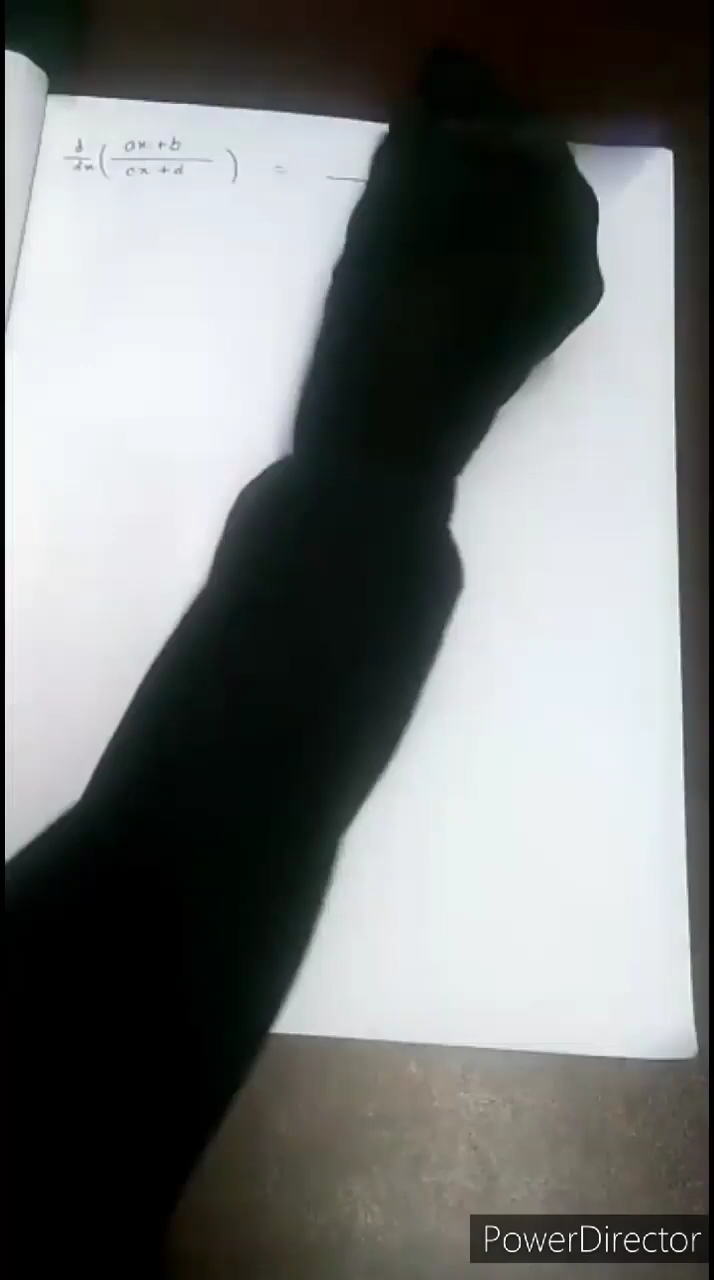 d/dx ( ax + b / cx + d ) =
PowerDirector